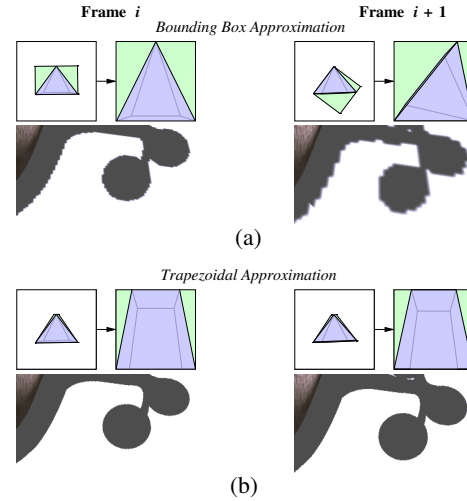 Frame i
Frame i + 1
Bounding Box Approximation
(a)
Trapezoidal Approximation
(b)